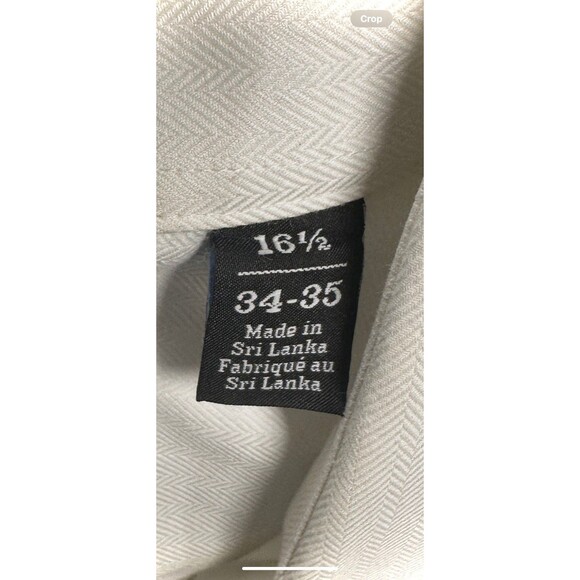 Crop
16½
34-35
Made in
Sri Lanka
Fabriqué au
Sri Lanka